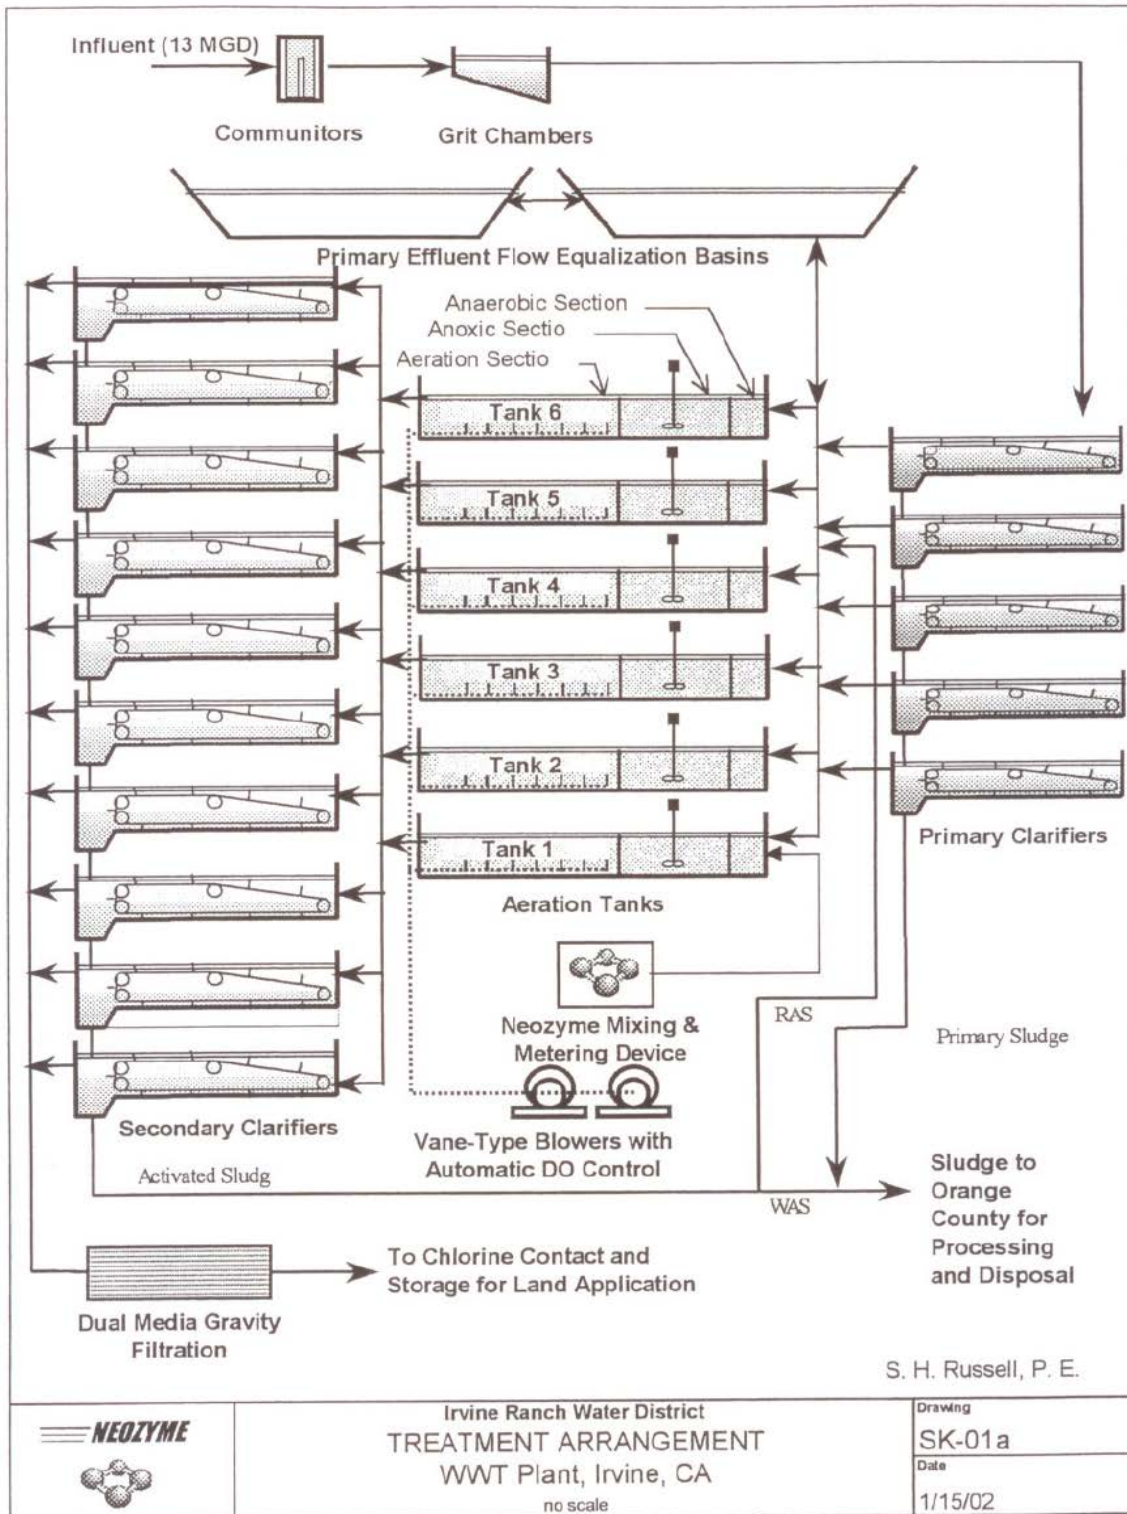 Influent (13 MGD)
Communitors
Grit Chambers
Primary Effluent Flow Equalization Basins
Anaerobic Section
Anoxic Sectio
Aeration Sectio
Tank 6
Tank 5
Tank 4
Tank 3
Tank 2
Tank 1
Aeration Tanks
Primary Clarifiers
Neozyme Mixing &
Metering Device
RAS
Primary Sludge
Secondary Clarifiers
Vane-Type Blowers with
Automatic DO Control
Activated Sludg
WAS
Sludge to
Orange
County for
Processing
and Disposal
To Chlorine Contact and
Storage for Land Application
Dual Media Gravity
Filtration
S. H. Russell, P. E.
NEOZYME
Irvine Ranch Water District
TREATMENT ARRANGEMENT
WWT Plant, Irvine, CA
no scale
Drawing
SK-01a
Date
1/15/02